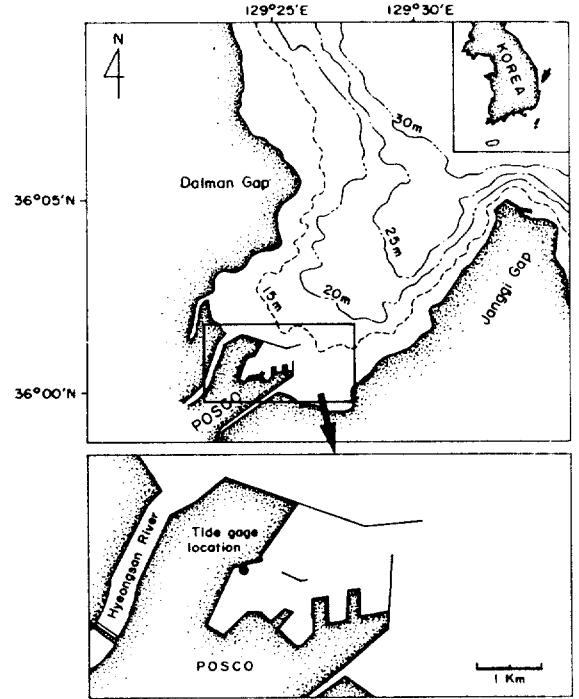 129°25'E
129°30'E
N
KOREA
30m
Dalman Gap
36°05'N
25m
Janggi Gap
20m
15m
36°00'N
POSCO
Hyeongsan River
Tide gage
location
POSCO
1 Km